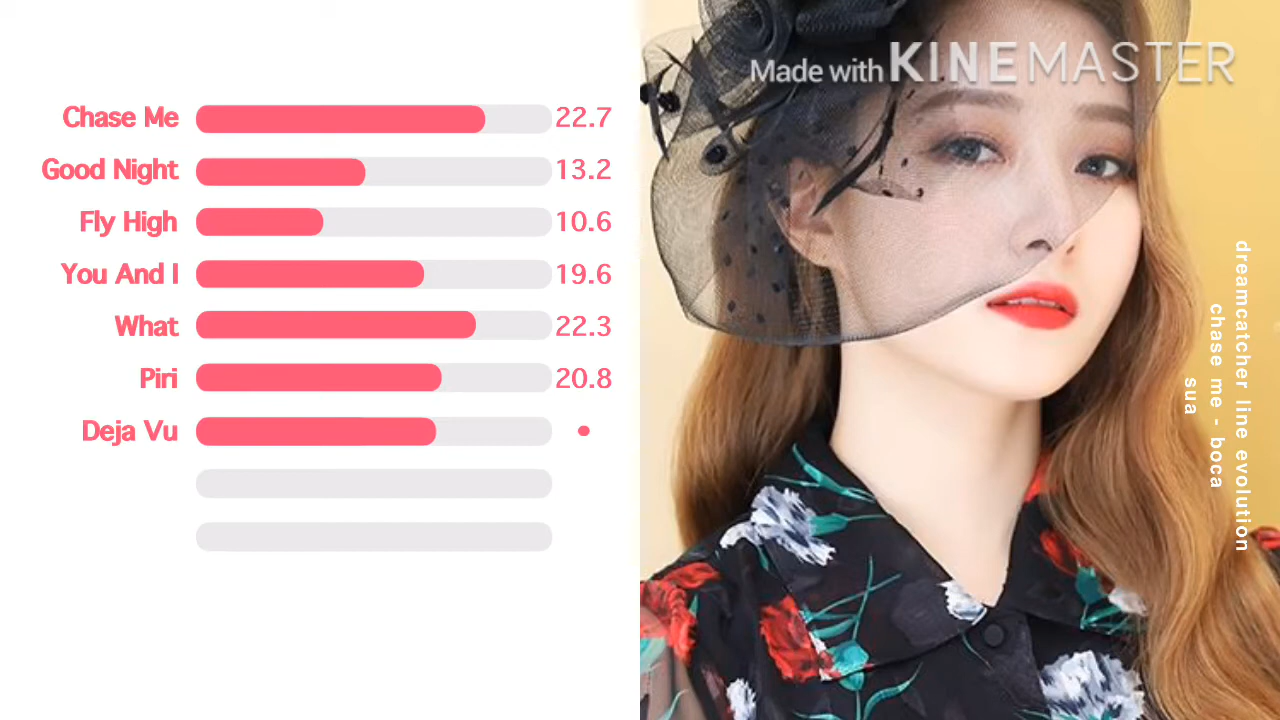 Made with KINEMASTER
Chase Me 22.7
Good Night 13.2
Fly High 10.6
You And I 19.6
What 22.3
Piri 20.8
Deja Vu
dreamcatcher line evolution
chase me - boca
sua